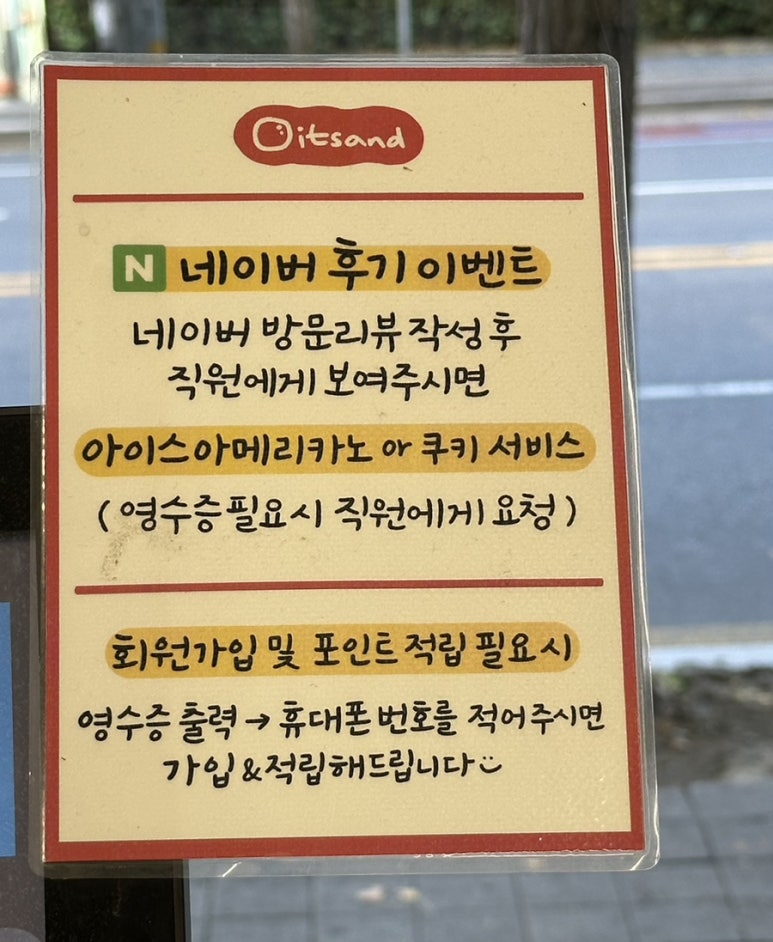 Oitsand
N 네이버 후기 이벤트
네이버 방문리뷰 작성 후
직원에게 보여주시면
아이스아메리카노 or 쿠키 서비스
(영수증필요시 직원에게 요청)
회원가입 및 포인트 적립 필요시
영수증 출력 → 휴대폰 번호를 적어주시면
가입&적립해드립니다